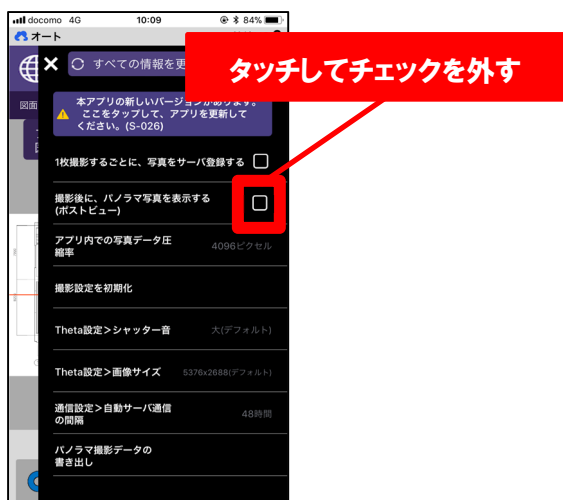 docomo 4G 10:09 84%
オート
すべての情報を更
タッチしてチェックを外す
図面
本アプリの新しいバージョンがあります。
ここをタップして、アプリを更新して
ください。(S-026)
1枚撮影するごとに、写真をサーバ登録する
撮影後に、パノラマ写真を表示する
(ポストビュー)
アプリ内での写真データ圧
縮率
4096ピクセル
撮影設定を初期化
Theta設定>シャッター音 大(デフォルト)
Theta設定>画像サイズ 5376x2688(デフォルト)
通信設定>自動サーバ通信
の間隔
48時間
パノラマ撮影データの
書き出し